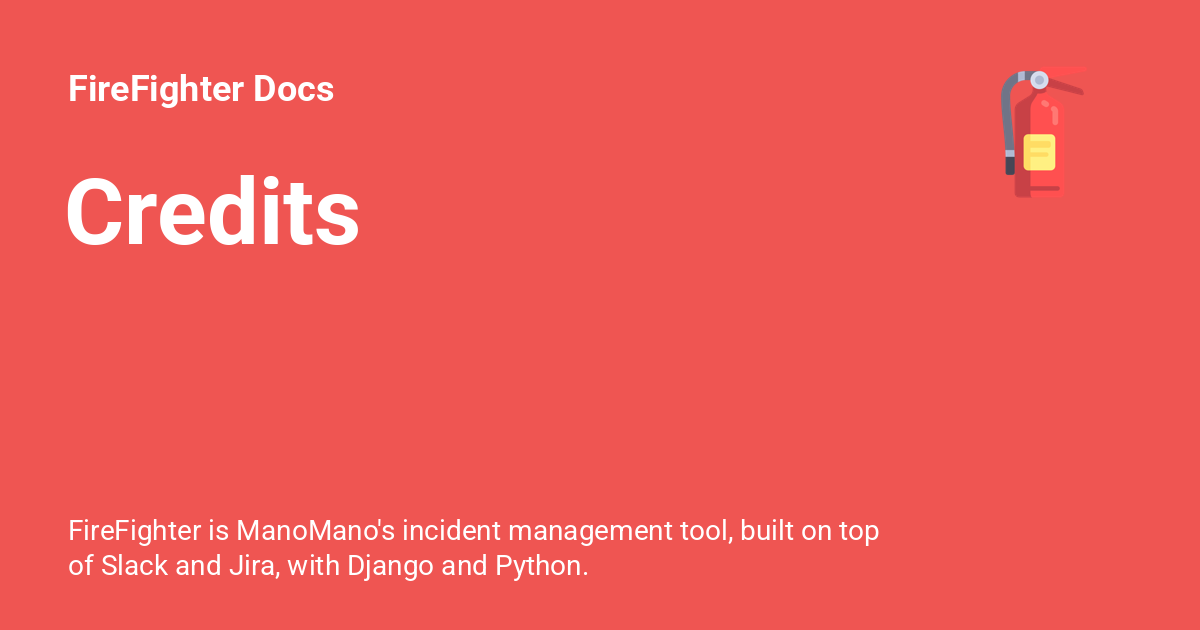 FireFighter Docs
Credits
FireFighter is ManoMano's incident management tool, built on top
of Slack and Jira, with Django and Python.